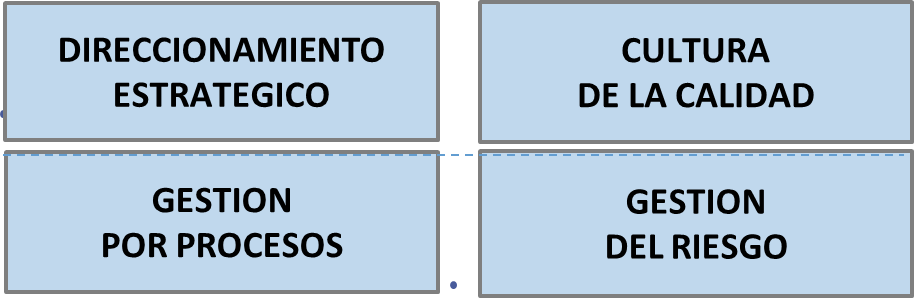 DIRECCIONAMIENTO
ESTRATEGICO
CULTURA
DE LA CALIDAD
GESTION
POR PROCESOS
GESTION
DEL RIESGO